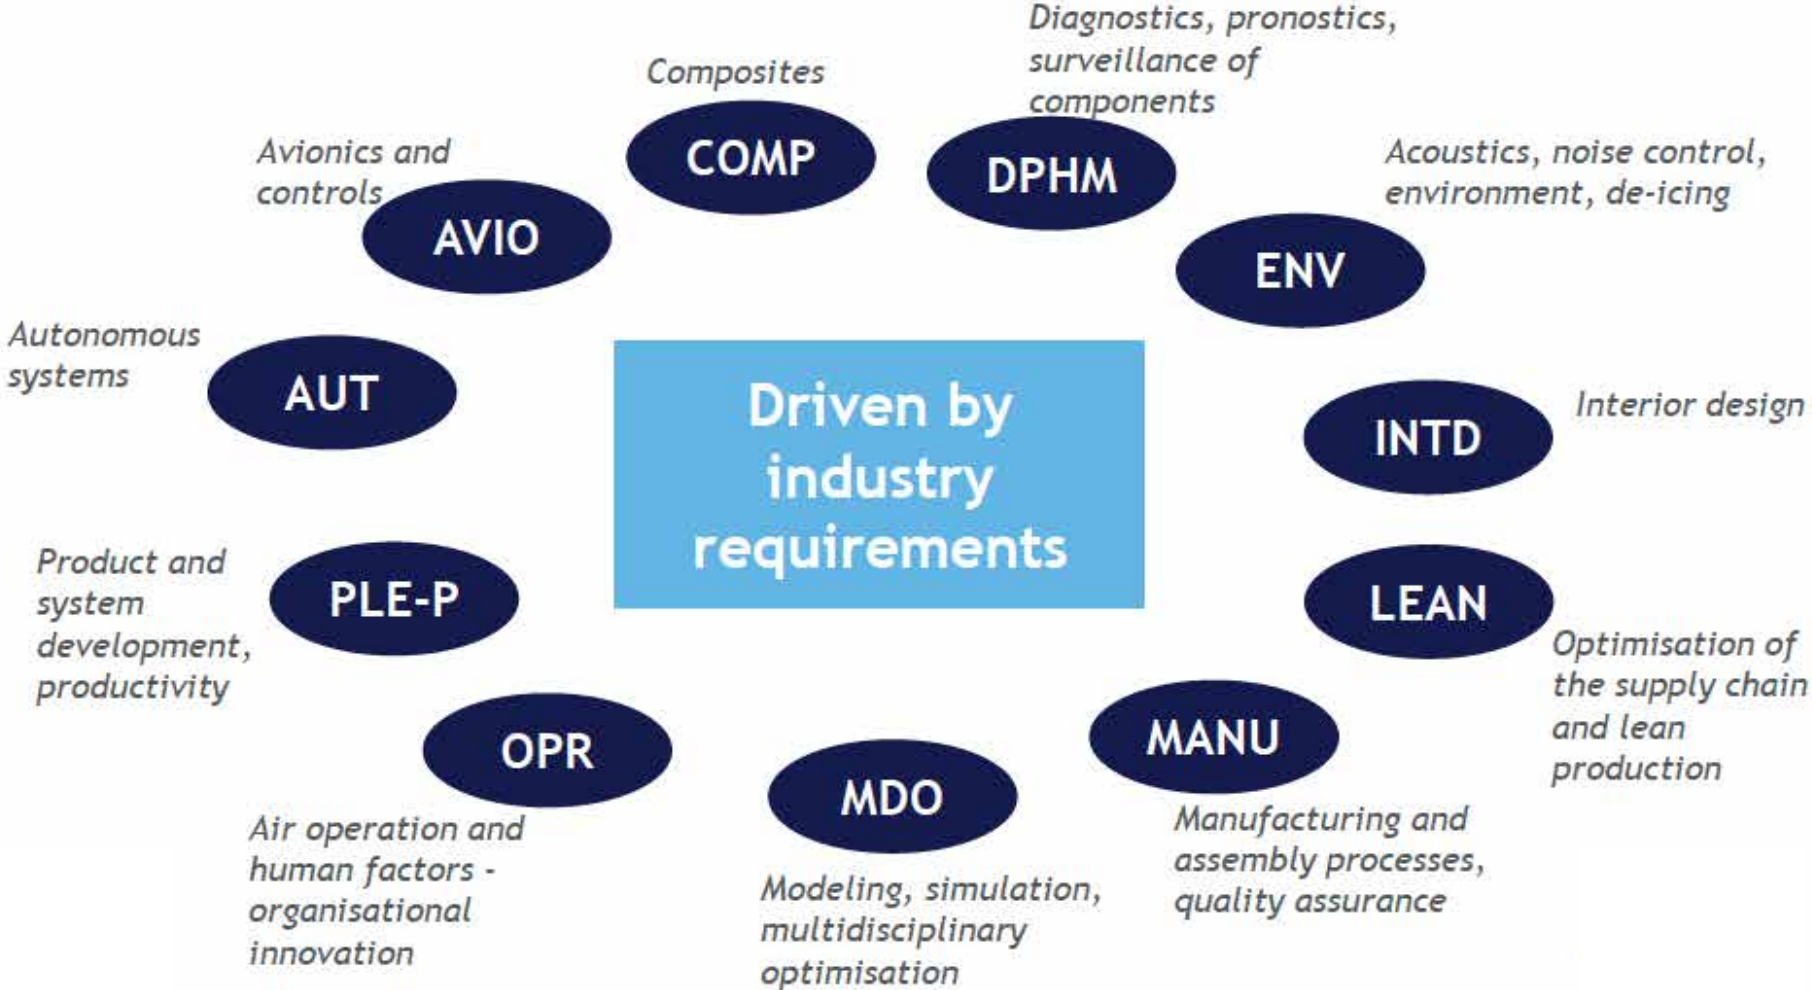 Diagnostics, pronostics,
surveillance of
components
Composites
COMP
DPHM
Avionics and
controls
AVIO
Acoustics, noise control,
environment, de-icing
ENV
Autonomous
systems
AUT
Driven by
industry
requirements
Interior design
INTD
Product and
system
development,
productivity
PLE-P
LEAN
Optimisation of
the supply chain
and lean
production
OPR
Air operation and
human factors -
organisational
innovation
MDO
Modeling, simulation,
multidisciplinary
optimisation
MANU
Manufacturing and
assembly processes,
quality assurance